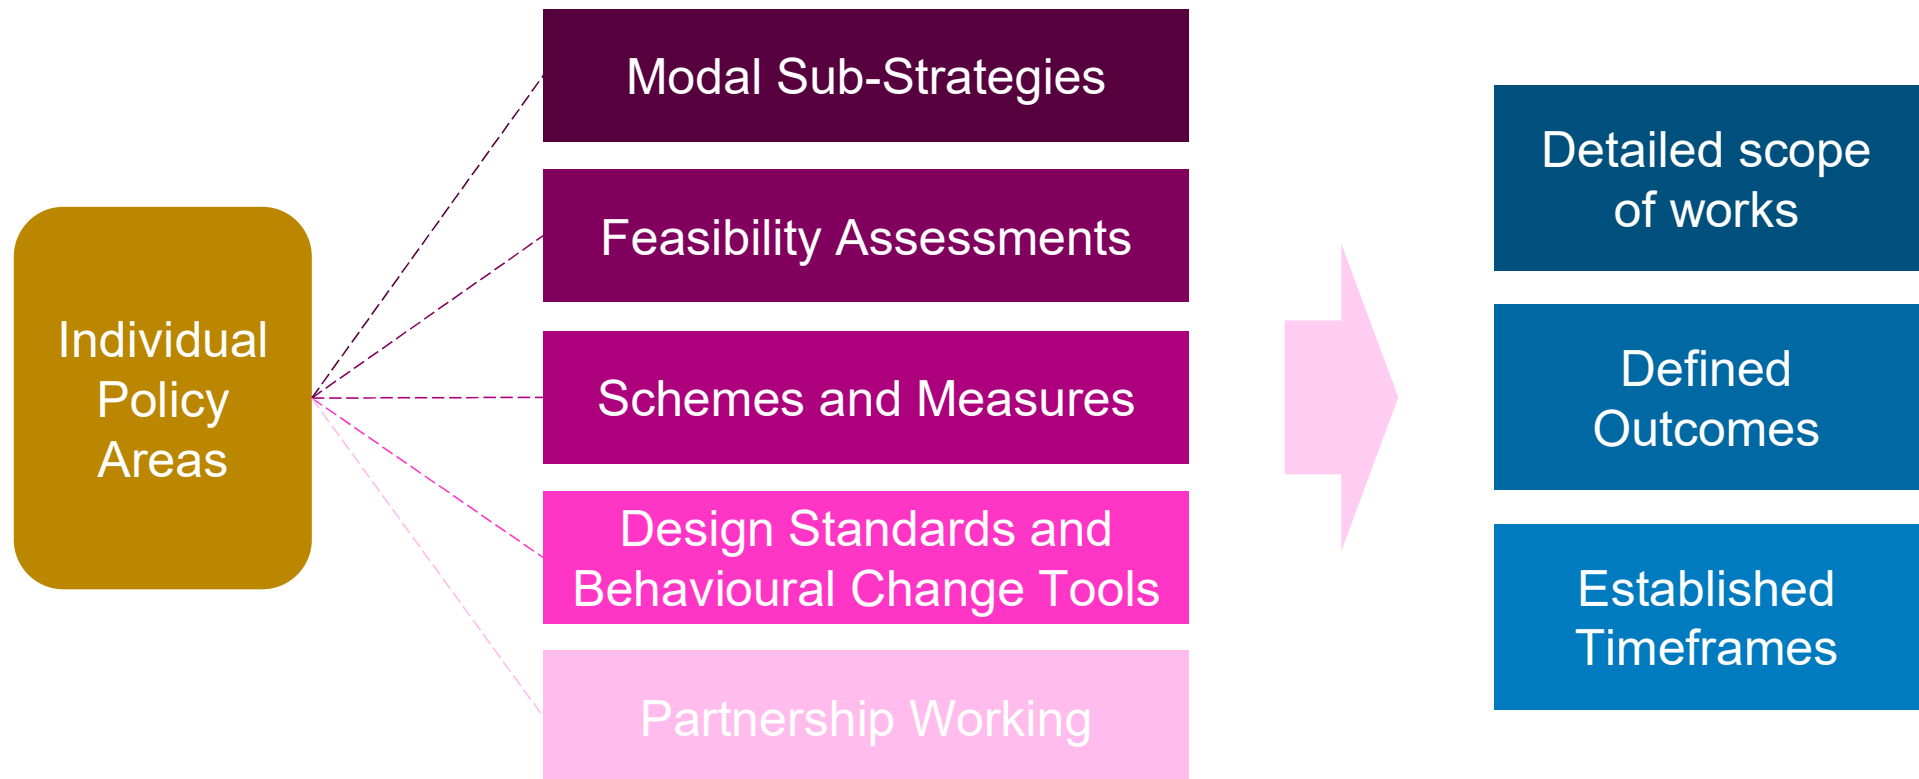 Individual
Policy
Areas
Modal Sub-Strategies
Feasibility Assessments
Schemes and Measures
Design Standards and
Behavioural Change Tools
Partnership Working
Detailed scope
of works
Defined
Outcomes
Established
Timeframes